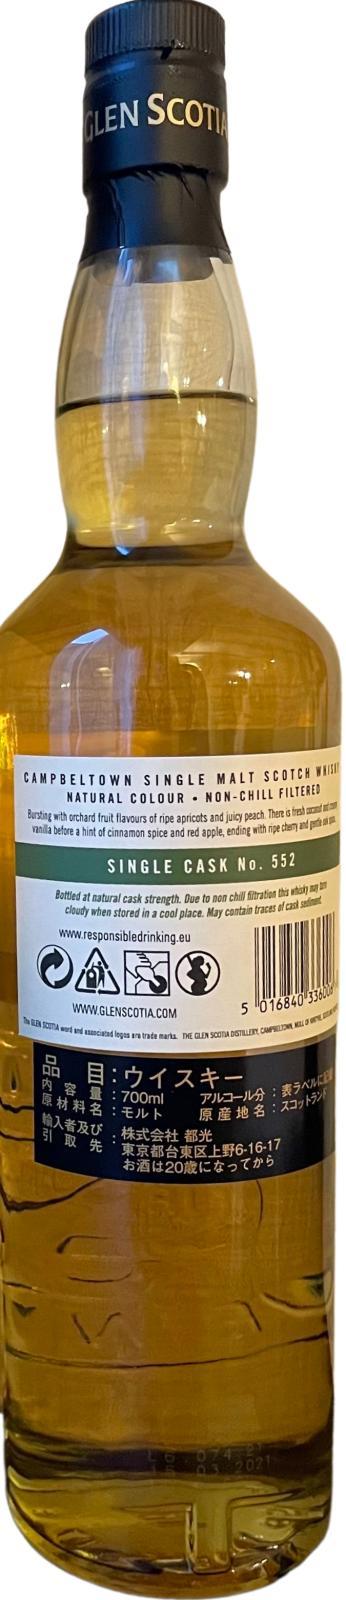 GLEN SCOTIA
CAMPBELTOWN SINGLE MALT SCOTCH WHISKY
NATURAL COLOUR • NON-CHILL FILTERED
Bursting with orchard fruit flavours of ripe apricots and juicy peach. There is fresh coconut and creamy
vanilla before a hint of cinnamon spice and red apple, ending with ripe cherry and gentle oak spice.
SINGLE CASK No. 552
Bottled at natural cask strength. Due to non chill filtration this whisky may turn
cloudy when stored in a cool place. May contain traces of cask sediment.
www.responsibledrinking.eu
WWW.GLENSCOTIA.COM
5 016840 336006
The GLEN SCOTIA word and associated logos are trade marks. THE GLEN SCOTIA DISTILLERY, CAMPBELTOWN, MULL OF KINTYRE, SCOTLAND
品 目：ウイスキー
内 容 量：700ml アルコール分：表ラベルに記
原材料名：モルト 原産地名：スコットランド
輸入者及び：株式会社 都光
引 取 先 東京都台東区上野6-16-17
お酒は20歳になってから
2021